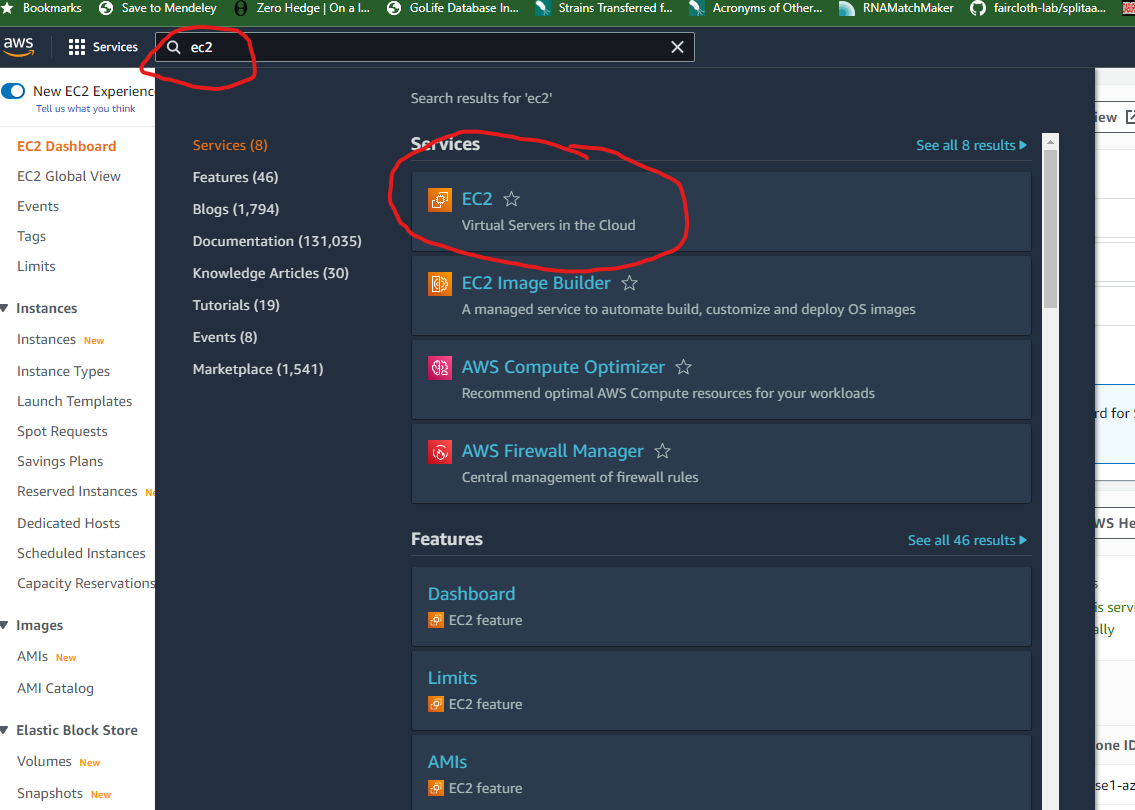 Bookmarks
Save to Mendeley
Zero Hedge | On a l...
GoLife Database In...
Strains Transferred f...
Acronyms of Other...
RNAMatchMaker
faircloth-lab/splitaa...
aws
Services
ec2
New EC2 Experienc
Tell us what you think
EC2 Dashboard
EC2 Global View
Events
Tags
Limits
Instances
Instances New
Instance Types
Launch Templates
Spot Requests
Savings Plans
Reserved Instances Ne
Dedicated Hosts
Scheduled Instances
Capacity Reservations
Images
AMIs New
AMI Catalog
Elastic Block Store
Volumes New
Snapshots New
Search results for 'ec2'
Services (8)
Features (46)
Blogs (1,794)
Documentation (131,035)
Knowledge Articles (30)
Tutorials (19)
Events (8)
Marketplace (1,541)
Services
See all 8 results
EC2
Virtual Servers in the Cloud
EC2 Image Builder
A managed service to automate build, customize and deploy OS images
AWS Compute Optimizer
Recommend optimal AWS Compute resources for your workloads
AWS Firewall Manager
Central management of firewall rules
Features
See all 46 results
Dashboard
EC2 feature
Limits
EC2 feature
AMIs
EC2 feature
iew
rd for
WS He
s
is servi
ally
one ID
se1-az